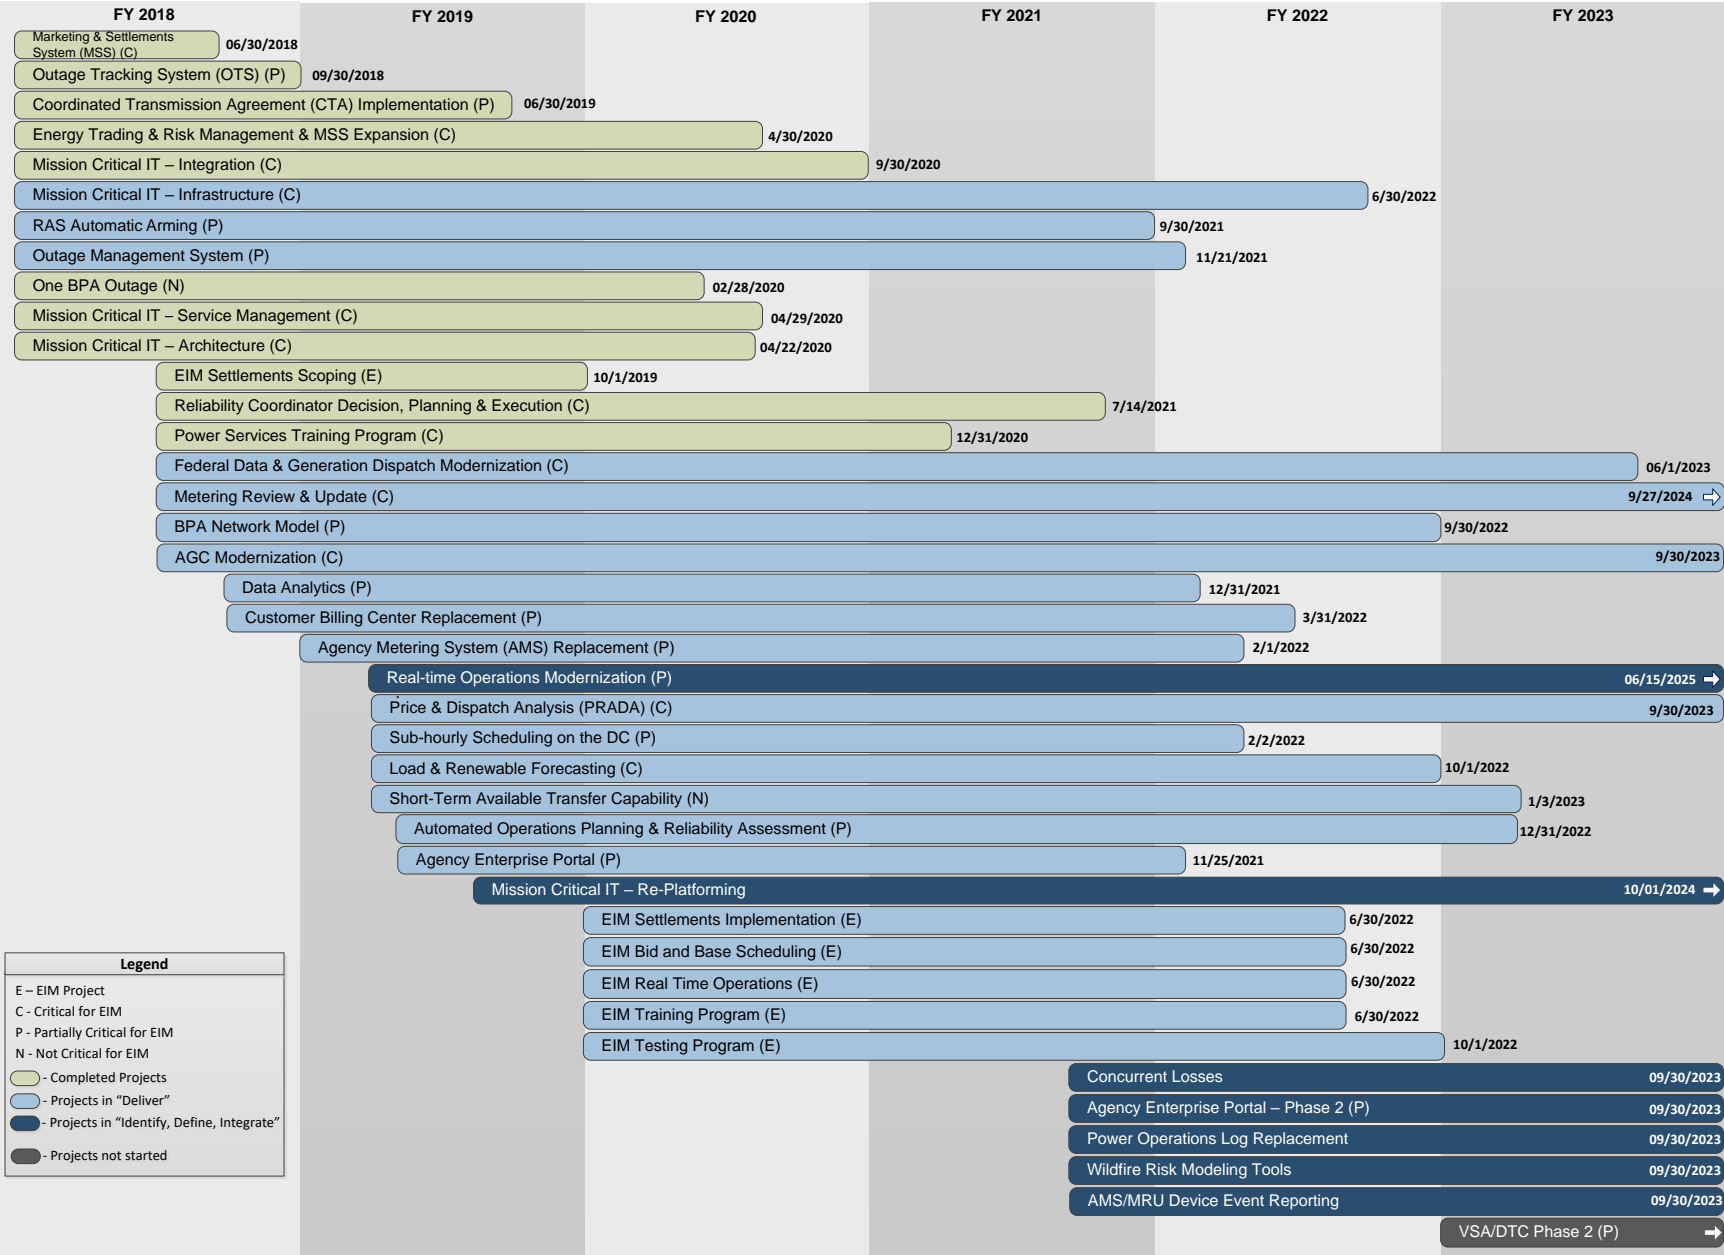 FY 2018 FY 2019 FY 2020 FY 2021 FY 2022 FY 2023
Marketing & Settlements
System (MSS) (C) 06/30/2018
Outage Tracking System (OTS) (P) 09/30/2018
Coordinated Transmission Agreement (CTA) Implementation (P) 06/30/2019
Energy Trading & Risk Management & MSS Expansion (C) 4/30/2020
Mission Critical IT – Integration (C) 9/30/2020
Mission Critical IT – Infrastructure (C) 6/30/2022
RAS Automatic Arming (P) 9/30/2021
Outage Management System (P) 11/21/2021
One BPA Outage (N) 02/28/2020
Mission Critical IT – Service Management (C) 04/29/2020
Mission Critical IT – Architecture (C) 04/22/2020
EIM Settlements Scoping (E) 10/1/2019
Reliability Coordinator Decision, Planning & Execution (C) 7/14/2021
Power Services Training Program (C) 12/31/2020
Federal Data & Generation Dispatch Modernization (C) 06/1/2023
Metering Review & Update (C) 9/27/2024
BPA Network Model (P) 9/30/2022
AGC Modernization (C) 9/30/2023
Data Analytics (P) 12/31/2021
Customer Billing Center Replacement (P) 3/31/2022
Agency Metering System (AMS) Replacement (P) 2/1/2022
Real-time Operations Modernization (P) 06/15/2025
Price & Dispatch Analysis (PRADA) (C) 9/30/2023
Sub-hourly Scheduling on the DC (P) 2/2/2022
Load & Renewable Forecasting (C) 10/1/2022
Short-Term Available Transfer Capability (N) 1/3/2023
Automated Operations Planning & Reliability Assessment (P) 12/31/2022
Agency Enterprise Portal (P) 11/25/2021
Mission Critical IT – Re-Platforming 10/01/2024
EIM Settlements Implementation (E) 6/30/2022
EIM Bid and Base Scheduling (E) 6/30/2022
EIM Real Time Operations (E) 6/30/2022
EIM Training Program (E) 6/30/2022
EIM Testing Program (E) 10/1/2022
Concurrent Losses 09/30/2023
Agency Enterprise Portal – Phase 2 (P) 09/30/2023
Power Operations Log Replacement 09/30/2023
Wildfire Risk Modeling Tools 09/30/2023
AMS/MRU Device Event Reporting 09/30/2023
VSA/DTC Phase 2 (P)
Legend
E – EIM Project
C - Critical for EIM
P - Partially Critical for EIM
N - Not Critical for EIM
- Completed Projects
- Projects in “Deliver”
- Projects in “Identify, Define, Integrate”
- Projects not started